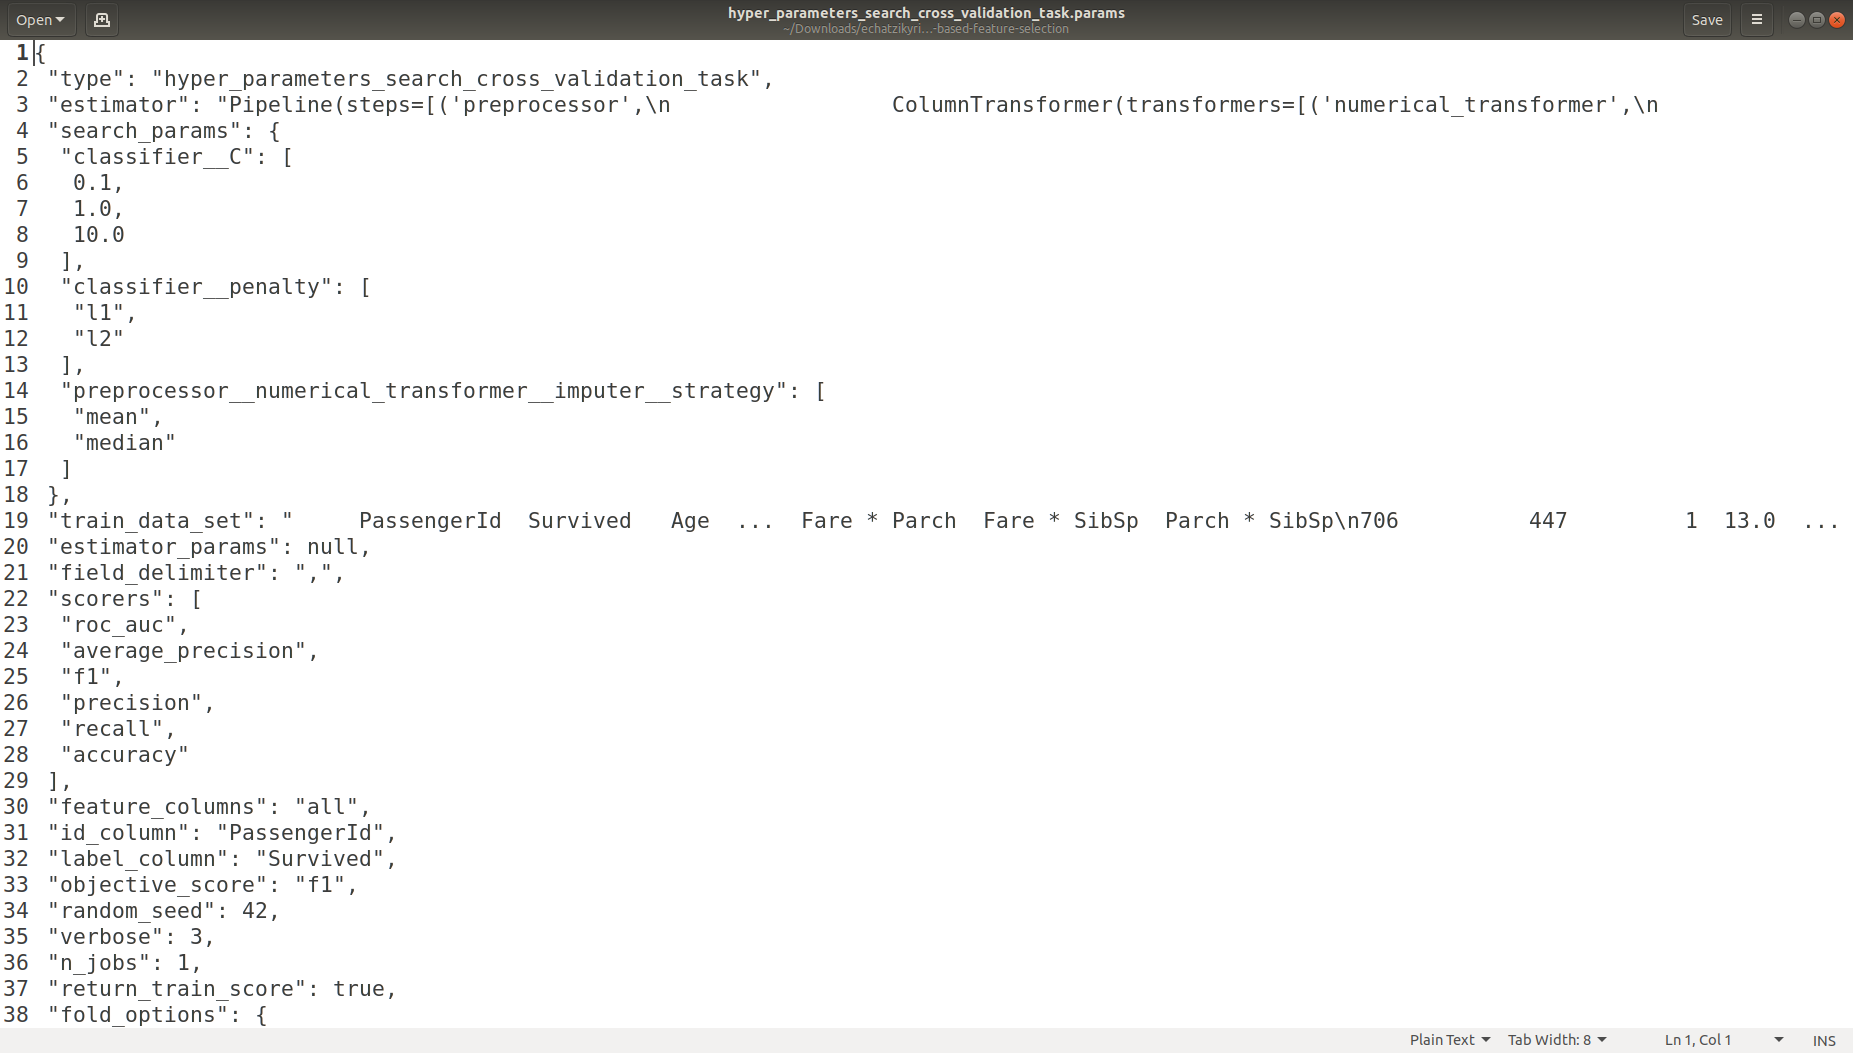 Open
hyper_parameters_search_cross_validation_task.params
~/Downloads/echatzikyri...-based-feature-selection
Save
1 {
2  "type": "hyper_parameters_search_cross_validation_task",
3  "estimator": "Pipeline(steps=[('preprocessor',\n                 ColumnTransformer(transformers=[('numerical_transformer',\n
4  "search_params": {
5   "classifier__C": [
6    0.1,
7    1.0,
8    10.0
9   ],
10   "classifier__penalty": [
11    "l1",
12    "l2"
13   ],
14   "preprocessor__numerical_transformer__imputer__strategy": [
15    "mean",
16    "median"
17   ]
18  },
19  "train_data_set": "     PassengerId  Survived   Age  ...  Fare * Parch  Fare * SibSp  Parch * SibSp\n706          447         1  13.0  ...
20  "estimator_params": null,
21  "field_delimiter": ",",
22  "scorers": [
23   "roc_auc",
24   "average_precision",
25   "f1",
26   "precision",
27   "recall",
28   "accuracy"
29  ],
30  "feature_columns": "all",
31  "id_column": "PassengerId",
32  "label_column": "Survived",
33  "objective_score": "f1",
34  "random_seed": 42,
35  "verbose": 3,
36  "n_jobs": 1,
37  "return_train_score": true,
38  "fold_options": {
Plain Text Tab Width: 8 Ln 1, Col 1 INS